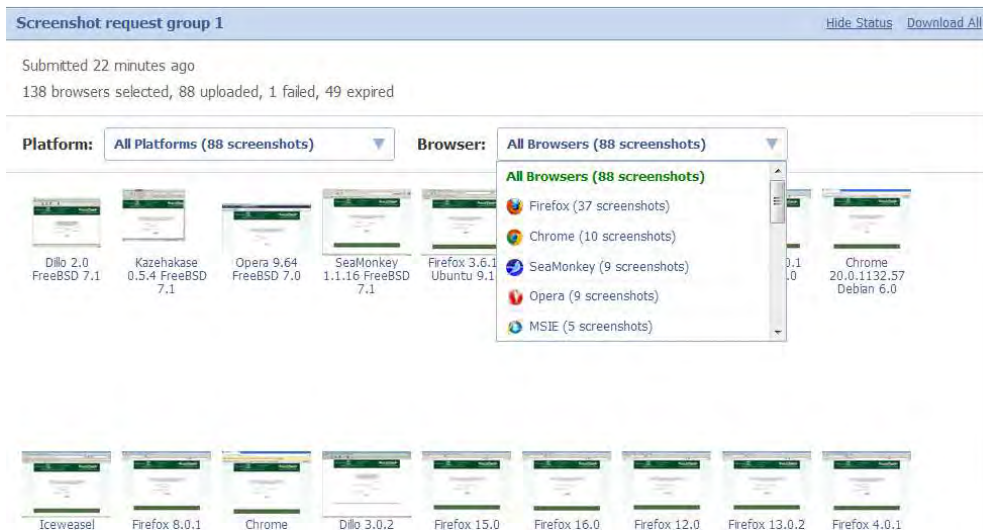 Screenshot request group 1
Hide Status Download All
Submitted 22 minutes ago
138 browsers selected, 88 uploaded, 1 failed, 49 expired
Platform: All Platforms (88 screenshots) Browser: All Browsers (88 screenshots)
All Browsers (88 screenshots)
Firefox (37 screenshots)
Chrome (10 screenshots)
SeaMonkey (9 screenshots)
Opera (9 screenshots)
MSIE (5 screenshots)
Dillo 2.0
FreeBSD 7.1
Kazehakase
0.5.4 FreeBSD
7.1
Opera 9.64
FreeBSD 7.0
SeaMonkey
1.1.16 FreeBSD
7.1
Firefox 3.6.1
Ubuntu 9.1
0.1
.0
Chrome
20.0.1132.57
Debian 6.0
Iceweasel
Firefox 8.0.1
Chrome
Dillo 3.0.2
Firefox 15.0
Firefox 16.0
Firefox 12.0
Firefox 13.0.2
Firefox 4.0.1